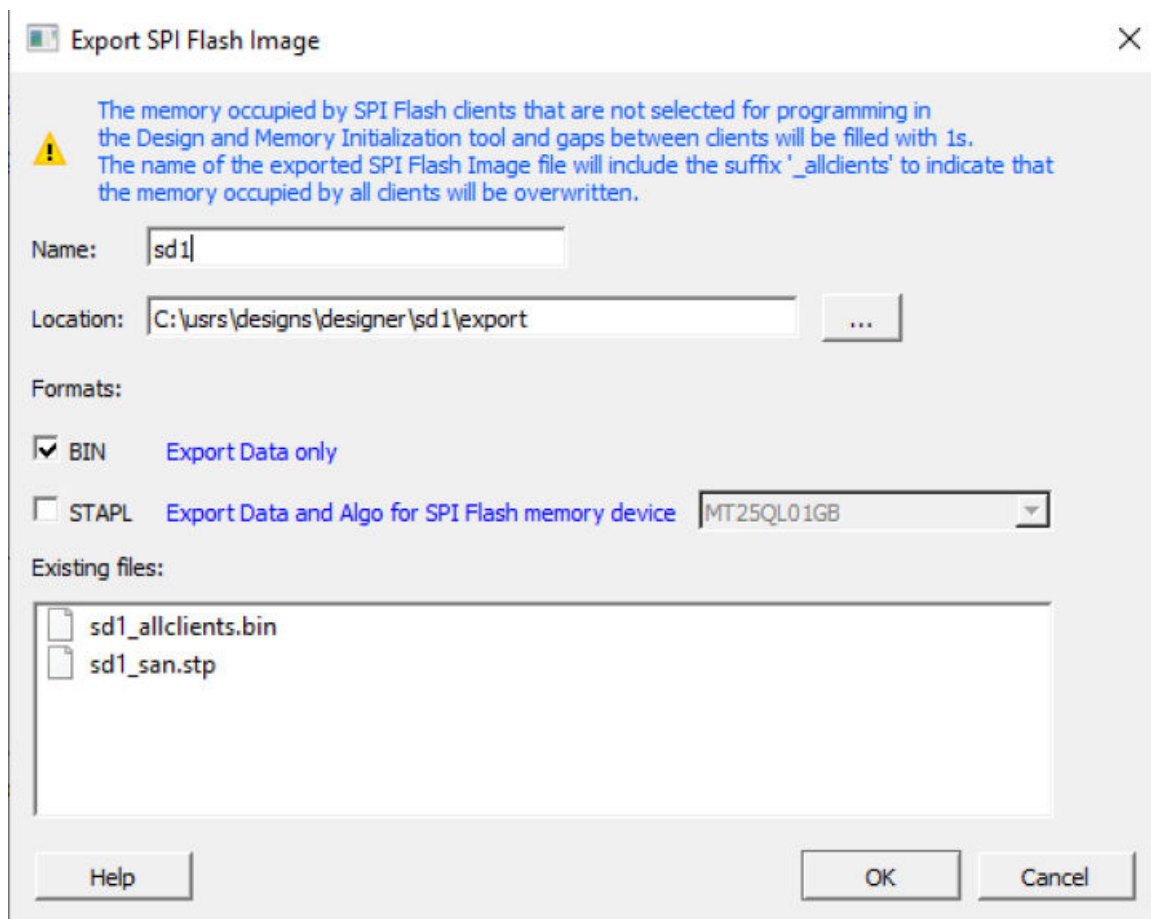 Export SPI Flash Image
The memory occupied by SPI Flash clients that are not selected for programming in
the Design and Memory Initialization tool and gaps between clients will be filled with 1s.
The name of the exported SPI Flash Image file will include the suffix '_allclients' to indicate that
the memory occupied by all clients will be overwritten.
Name: sd1
Location: C:\usrs\designs\designer\sd1\export ...
Formats:
BIN Export Data only
STAPL Export Data and Algo for SPI Flash memory device MT25QL01GB
Existing files:
sd1_allclients.bin
sd1_san.stp
Help OK Cancel